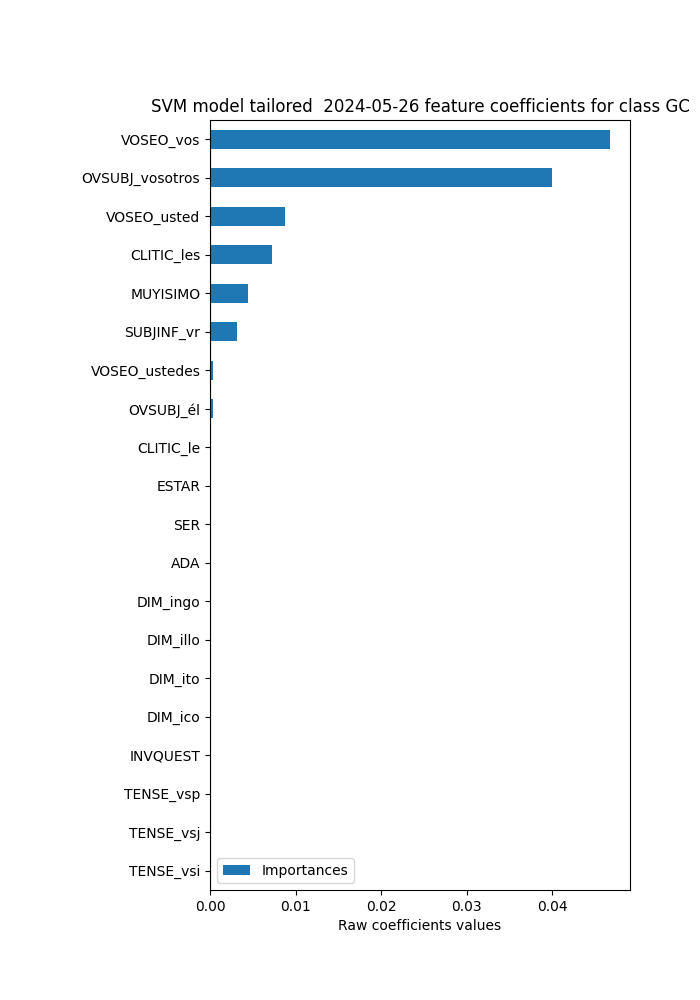 SVM model tailored  2024-05-26 feature coefficients for class GC
VOSEO_vos
OVSUBJ_vosotros
VOSEO_usted
CLITIC_les
MUYISIMO
SUBJINF_vr
VOSEO_ustedes
OVSUBJ_él
CLITIC_le
ESTAR
SER
ADA
DIM_ingo
DIM_illo
DIM_ito
DIM_ico
INVQUEST
TENSE_vsp
TENSE_vsj
TENSE_vsi
Importances
0.00 0.01 0.02 0.03 0.04
Raw coefficients values